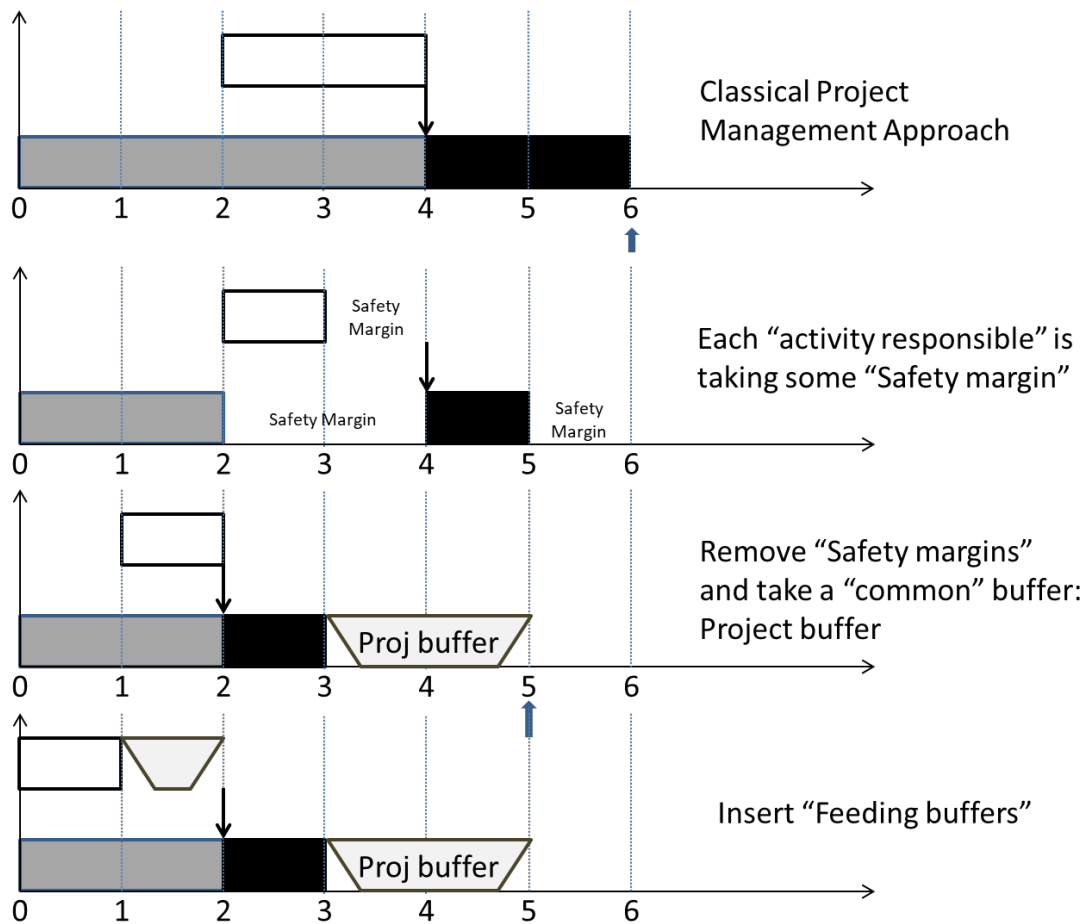 Classical Project
Management Approach
0 1 2 3 4 5 6
Safety
Margin
Each “activity responsible” is
taking some “Safety margin”
Safety Margin
Safety
Margin
0 1 2 3 4 5 6
Remove “Safety margins”
and take a “common” buffer:
Project buffer
Proj buffer
0 1 2 3 4 5 6
Insert “Feeding buffers”
Proj buffer
0 1 2 3 4 5 6